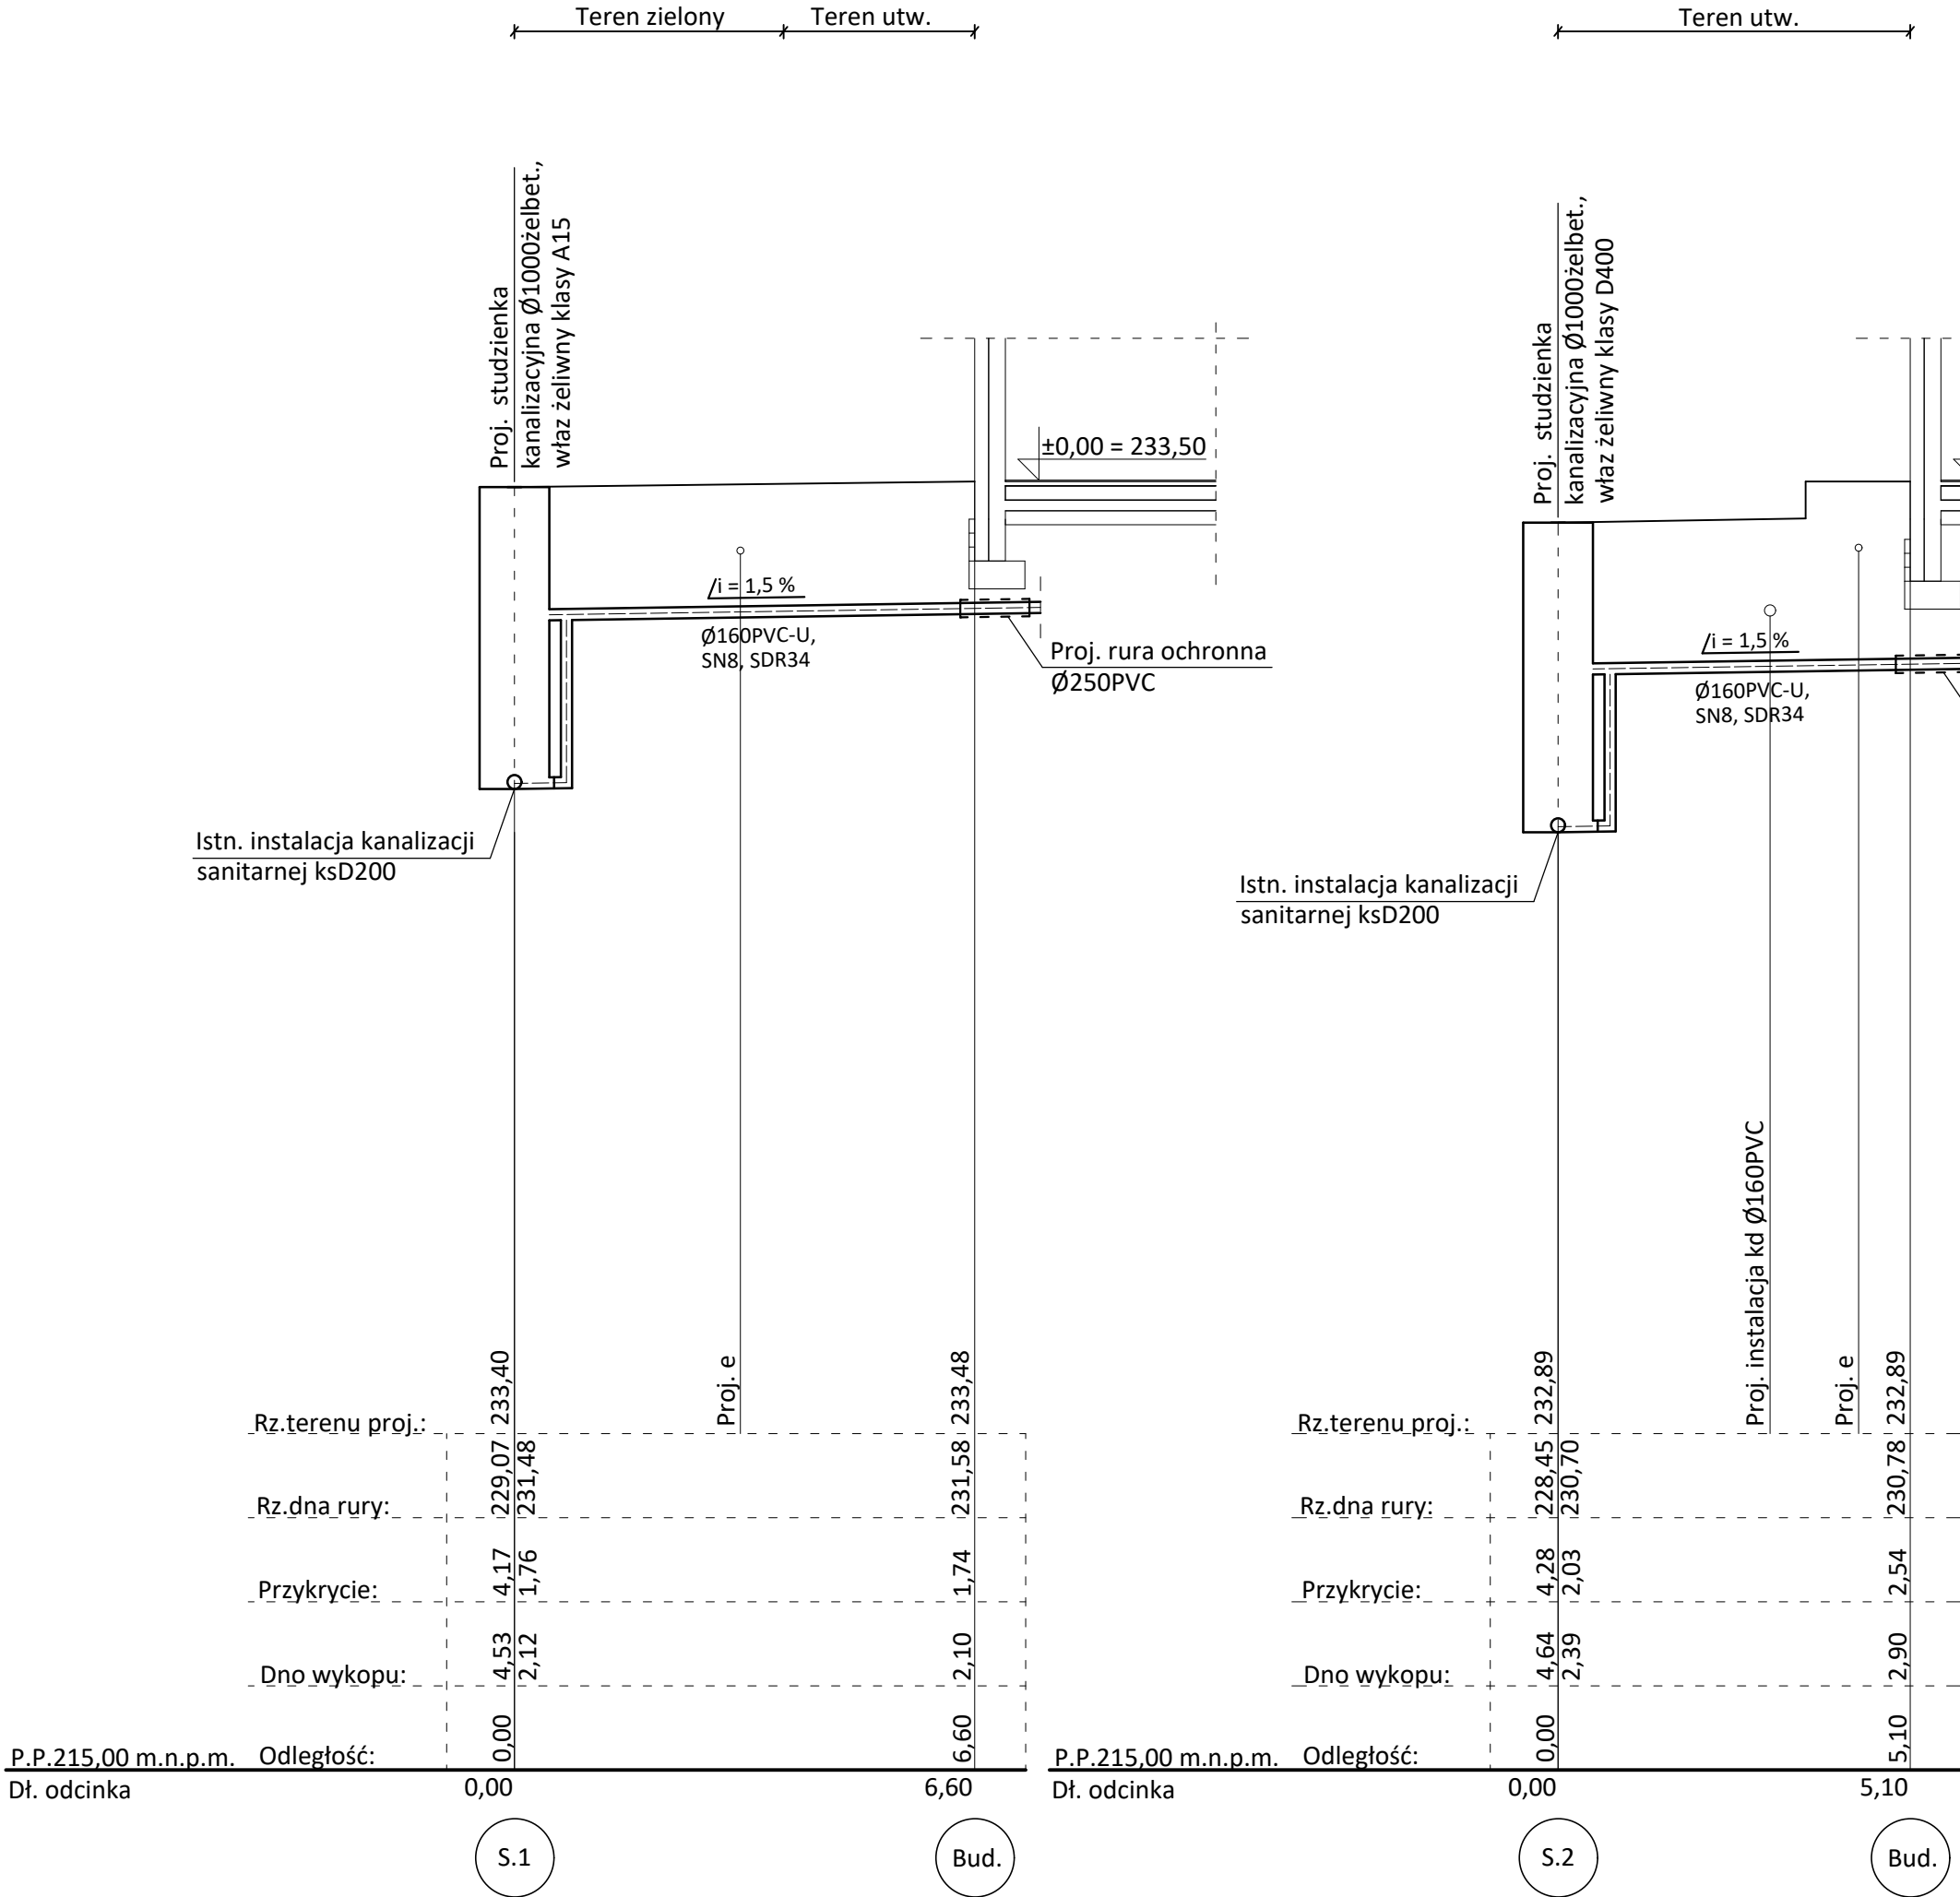 Teren zielony
Teren utw.
Proj. studzienka
kanalizacyjna Ø1000żelbet.,
właz żeliwny klasy A15
±0,00 = 233,50
/i = 1,5 %
Ø160PVC-U,
SN8, SDR34
Proj. rura ochronna
Ø250PVC
Istn. instalacja kanalizacji
sanitarnej ksD200
Proj. e
Rz.terenu proj.:
233,40
233,48
Rz.dna rury:
229,07
231,48
231,58
Przykrycie:
4,17
1,76
1,74
Dno wykopu:
4,53
2,12
2,10
P.P.215,00 m.n.p.m.
Odległość:
0,00
6,60
Dł. odcinka
0,00
6,60
S.1
Bud.
Teren utw.
Proj. studzienka
kanalizacyjna Ø1000żelbet.,
właz żeliwny klasy D400
/i = 1,5 %
Ø160PVC-U,
SN8, SDR34
Istn. instalacja kanalizacji
sanitarnej ksD200
Proj. instalacja kd Ø160PVC
Proj. e
Rz.terenu proj.:
232,89
232,89
Rz.dna rury:
228,45
230,70
230,78
Przykrycie:
4,28
2,03
2,54
Dno wykopu:
4,64
2,39
2,90
P.P.215,00 m.n.p.m.
Odległość:
0,00
5,10
Dł. odcinka
0,00
5,10
S.2
Bud.